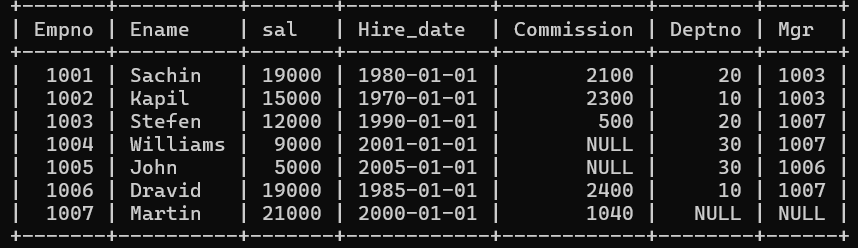 | Empno | Ename | sal | Hire_date | Commission | Deptno | Mgr |
| 1001 | Sachin | 19000 | 1980-01-01 | 2100 | 20 | 1003 |
| 1002 | Kapil | 15000 | 1970-01-01 | 2300 | 10 | 1003 |
| 1003 | Stefen | 12000 | 1990-01-01 | 500 | 20 | 1007 |
| 1004 | Williams | 9000 | 2001-01-01 | NULL | 30 | 1007 |
| 1005 | John | 5000 | 2005-01-01 | NULL | 30 | 1006 |
| 1006 | Dravid | 19000 | 1985-01-01 | 2400 | 10 | 1007 |
| 1007 | Martin | 21000 | 2000-01-01 | 1040 | NULL | NULL |